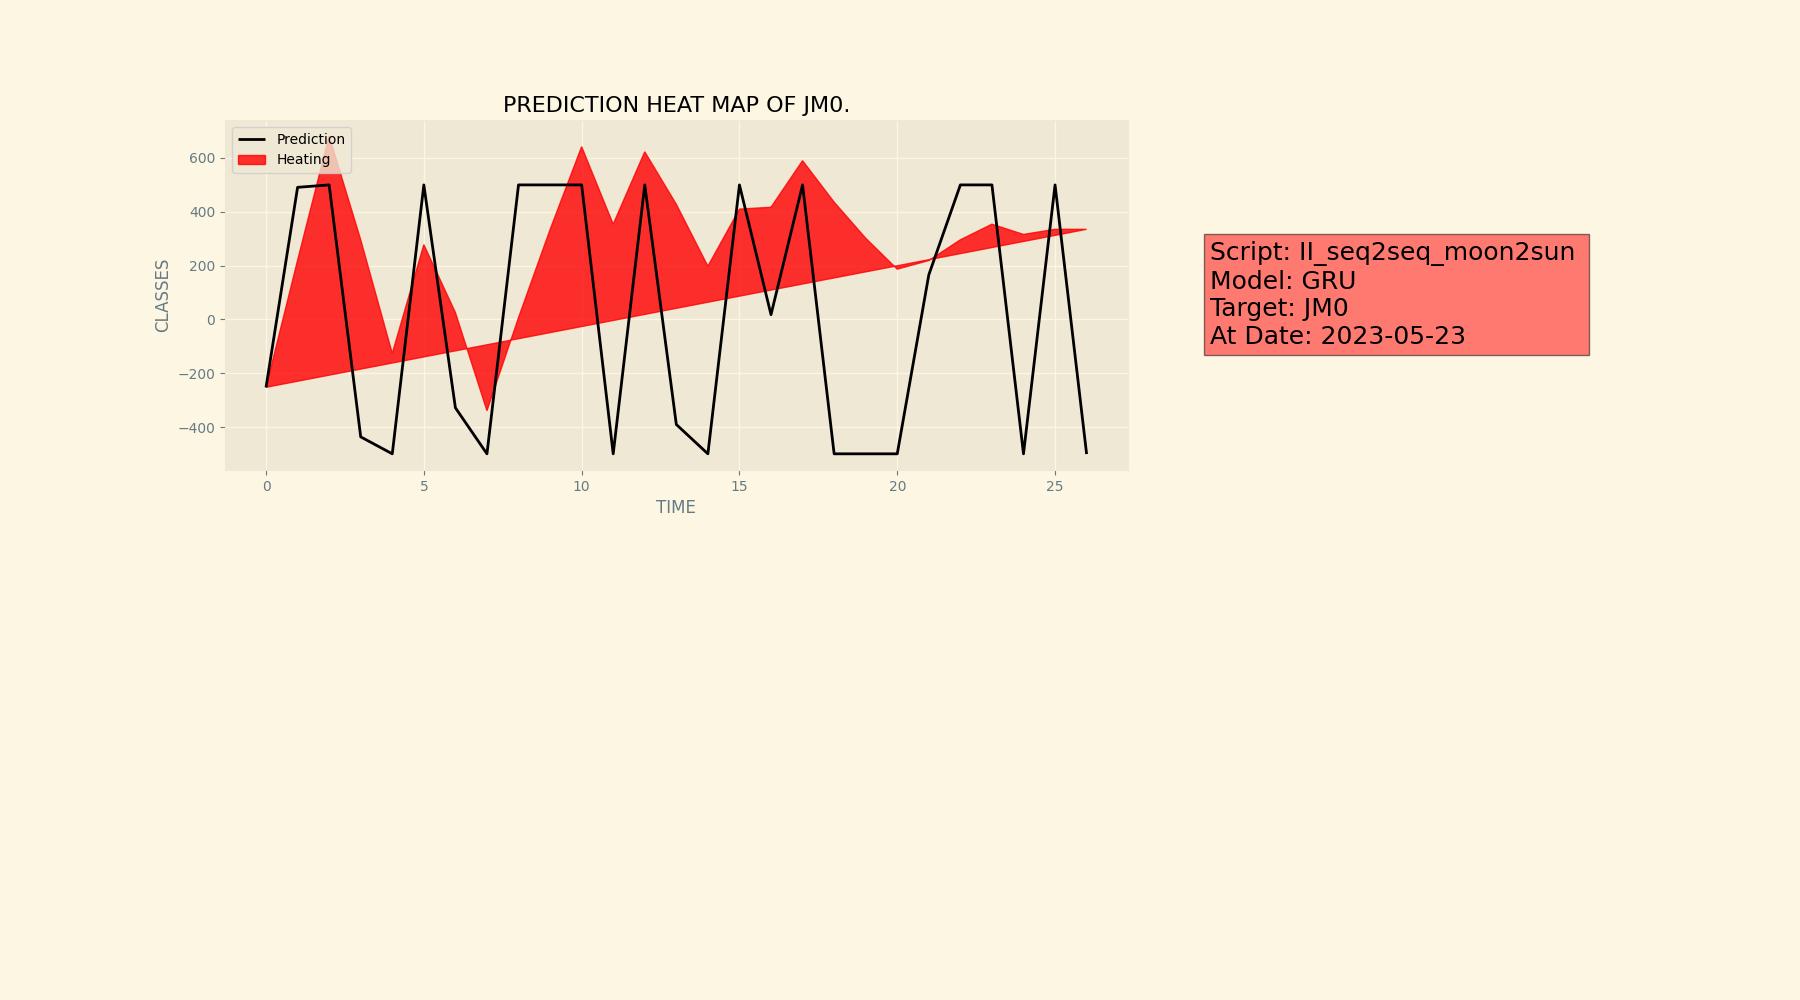 PREDICTION HEAT MAP OF JM0.
Prediction
Heating
600
400
200
0
−200
−400
CLASSES
0 5 10 15 20 25
TIME
Script: II_seq2seq_moon2sun
Model: GRU
Target: JM0
At Date: 2023-05-23